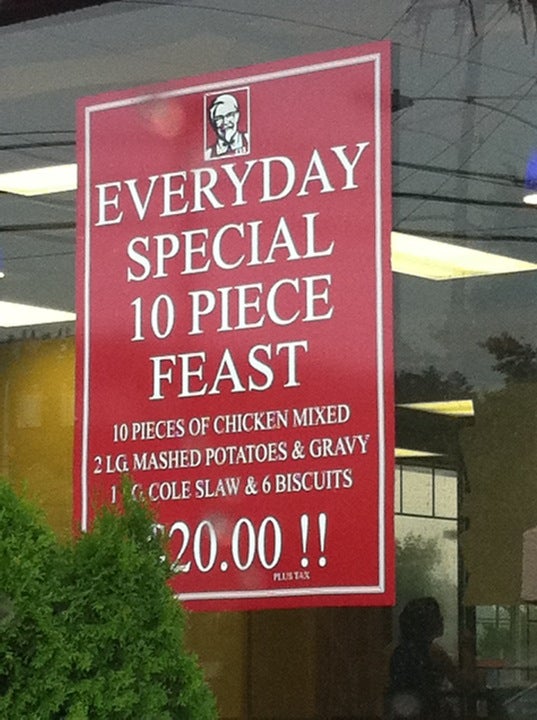 EVERYDAY
SPECIAL
10 PIECE
FEAST
10 PIECES OF CHICKEN MIXED
2 LG. MASHED POTATOES & GRAVY
COLE SLAW & 6 BISCUITS
20.00 !!
PLUS TAX